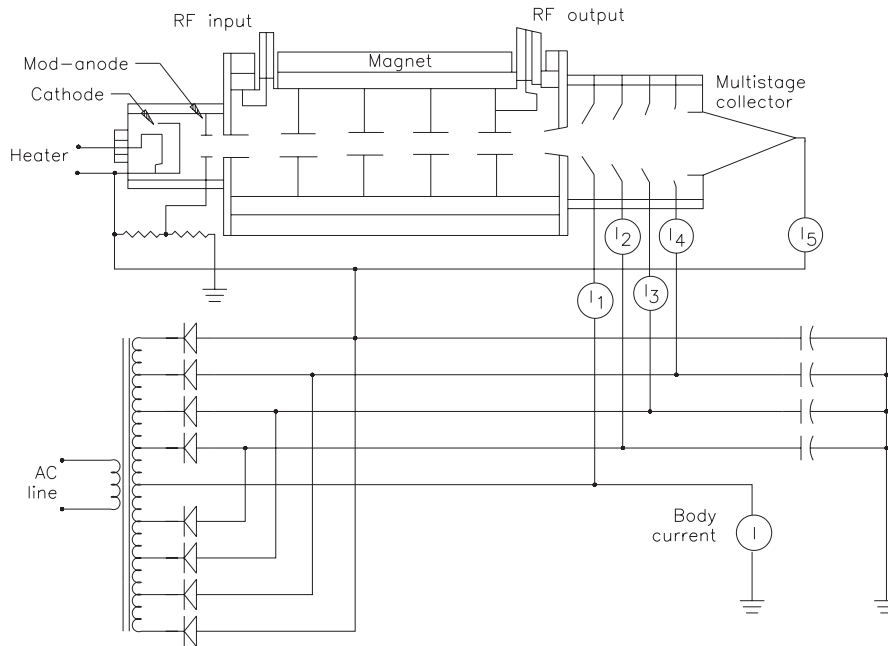 RF input
RF output
Mod-anode
Magnet
Cathode
Multistage
collector
Heater
I2
I4
I5
I1
I3
AC
line
Body
current
I